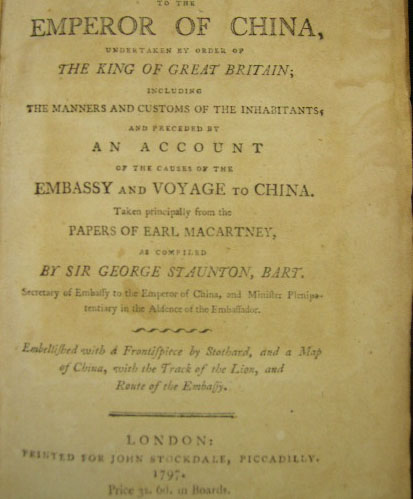 TO THE
EMPEROR OF CHINA,
UNDERTAKEN BY ORDER OF
THE KING OF GREAT BRITAIN;
INCLUDING
THE MANNERS AND CUSTOMS OF THE INHABITANTS;
AND PRECEDED BY
AN ACCOUNT
OF THE CAUSES OF THE
EMBASSY AND VOYAGE TO CHINA.
Taken principally from the
PAPERS OF EARL MACARTNEY,
AS COMPILED
BY SIR GEORGE STAUNTON, BART.
Secretary of Embaſſy to the Emperor of China, and Miniſter Plenipo-
tentiary in the Abſence of the Embaſſador.
Embelliſhed with a Frontiſpiece by Stothard, and a Map
of China, with the Track of the Lion, and
Route of the Embaſſy.
LONDON:
PRINTED FOR JOHN STOCKDALE, PICCADILLY.
1797.
Price 3s. 6d. in Boards.